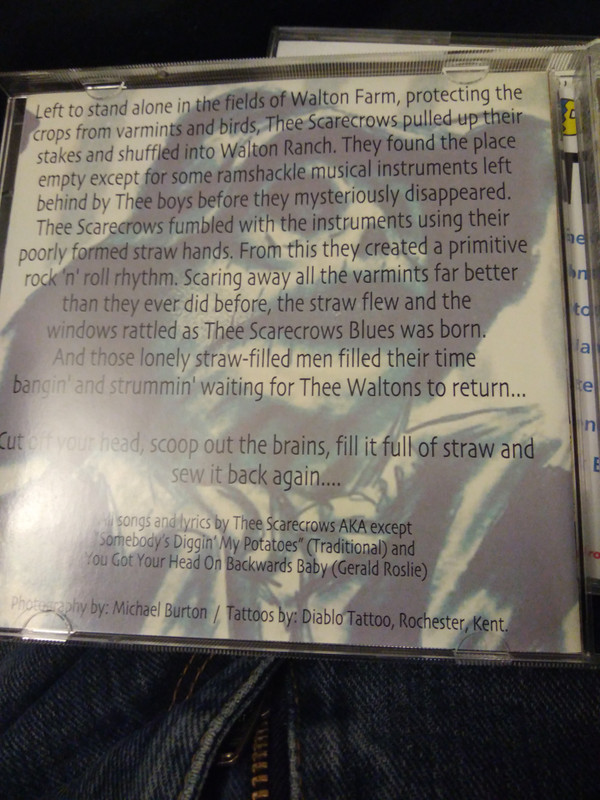 Left to stand alone in the fields of Walton Farm, protecting the
crops from varmints and birds, Thee Scarecrows pulled up their
stakes and shuffled into Walton Ranch. They found the place
empty except for some ramshackle musical instruments left
behind by Thee boys before they mysteriously disappeared.
Thee Scarecrows fumbled with the instruments using their
poorly formed straw hands. From this they created a primitive
rock 'n' roll rhythm. Scaring away all the varmints far better
than they ever did before, the straw flew and the
windows rattled as Thee Scarecrows Blues was born.
And those lonely straw-filled men filled their time
bangin' and strummin' waiting for Thee Waltons to return...
Cut off your head, scoop out the brains, fill it full of straw and
sew it back again....
All songs and lyrics by Thee Scarecrows AKA except
"Somebody's Diggin' My Potatoes" (Traditional) and
You Got Your Head On Backwards Baby (Gerald Roslie)
Photography by: Michael Burton / Tattoos by: Diablo Tattoo, Rochester, Kent.